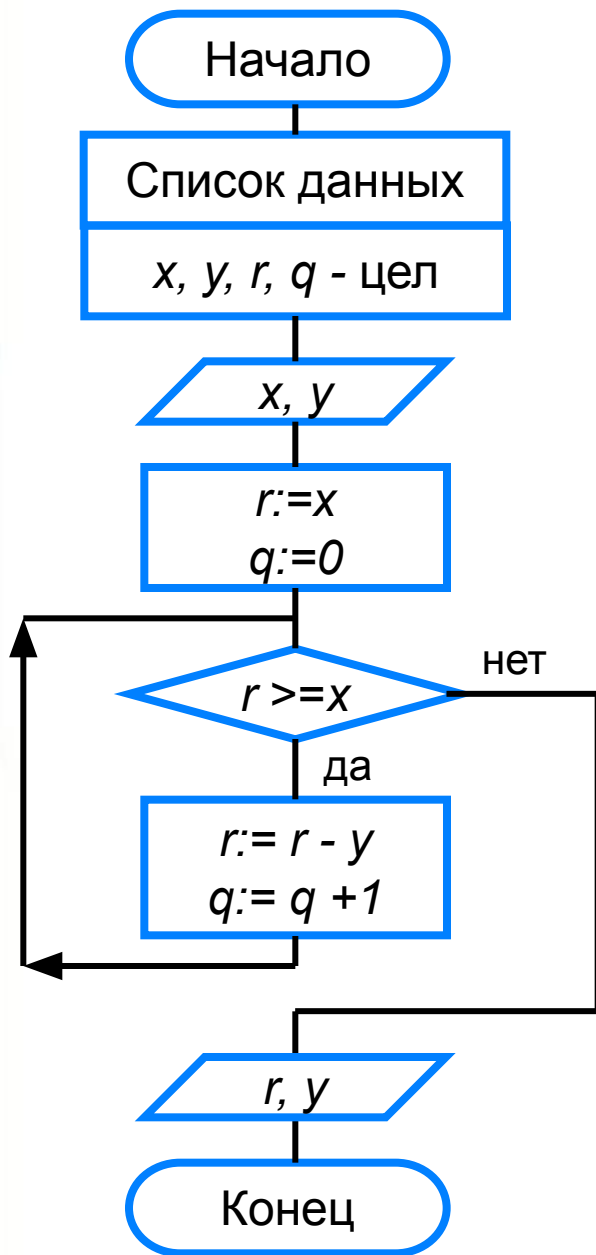 Начало
Список данных
x, y, r, q - цел
x, y
r:=x
q:=0
r >=x
нет
да
r:= r - y
q:= q +1
r, y
Конец